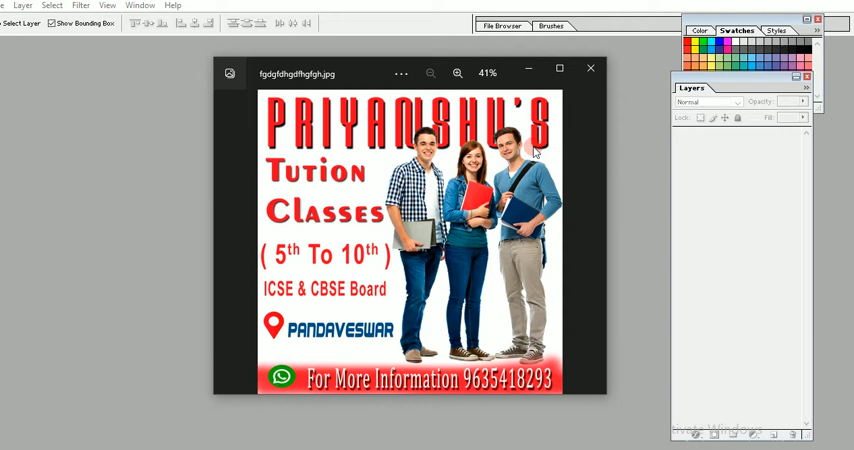 Layer Select Filter View Window Help
Select Layer Show Bounding Box
File Browser Brushes
Color Swatches Styles
Layers
Normal Opacity:
Lock: Fill:
fgdgfdhgdfhgfgh.jpg ... 41%
PRIYANSHU'S
Tution
Classes
( 5th To 10th )
ICSE & CBSE Board
PANDAVESWAR
For More Information 9635418293
Windows